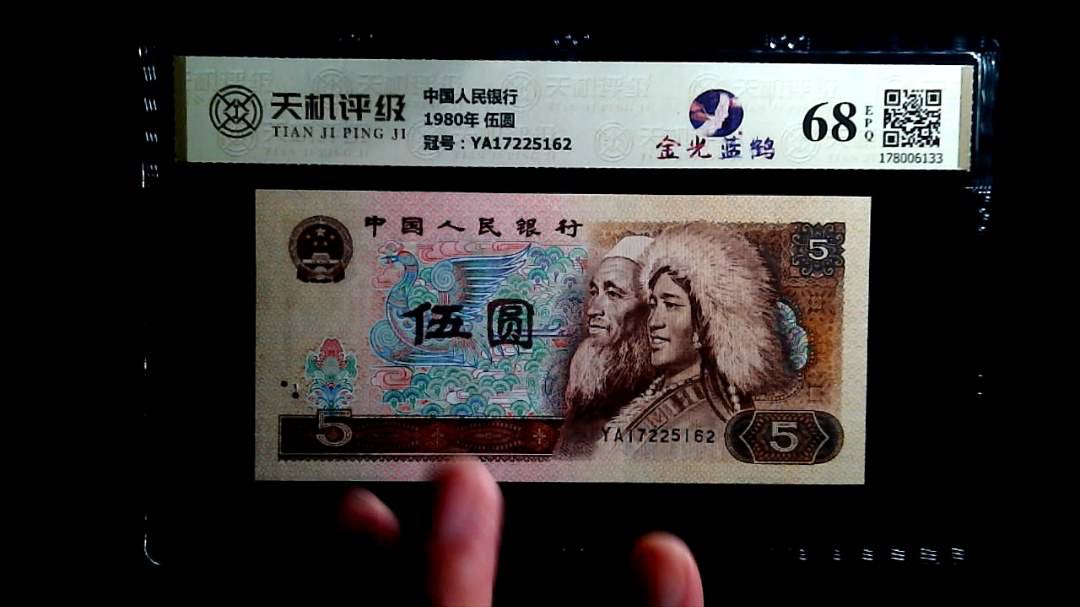 天机评级
TIAN JI PING JI
中国人民银行
1980年 伍圆
冠号：YA17225162
金光蓝鹤
68
EPQ
178006133
中国人民银行
5
伍圆
5
YA17225162
5